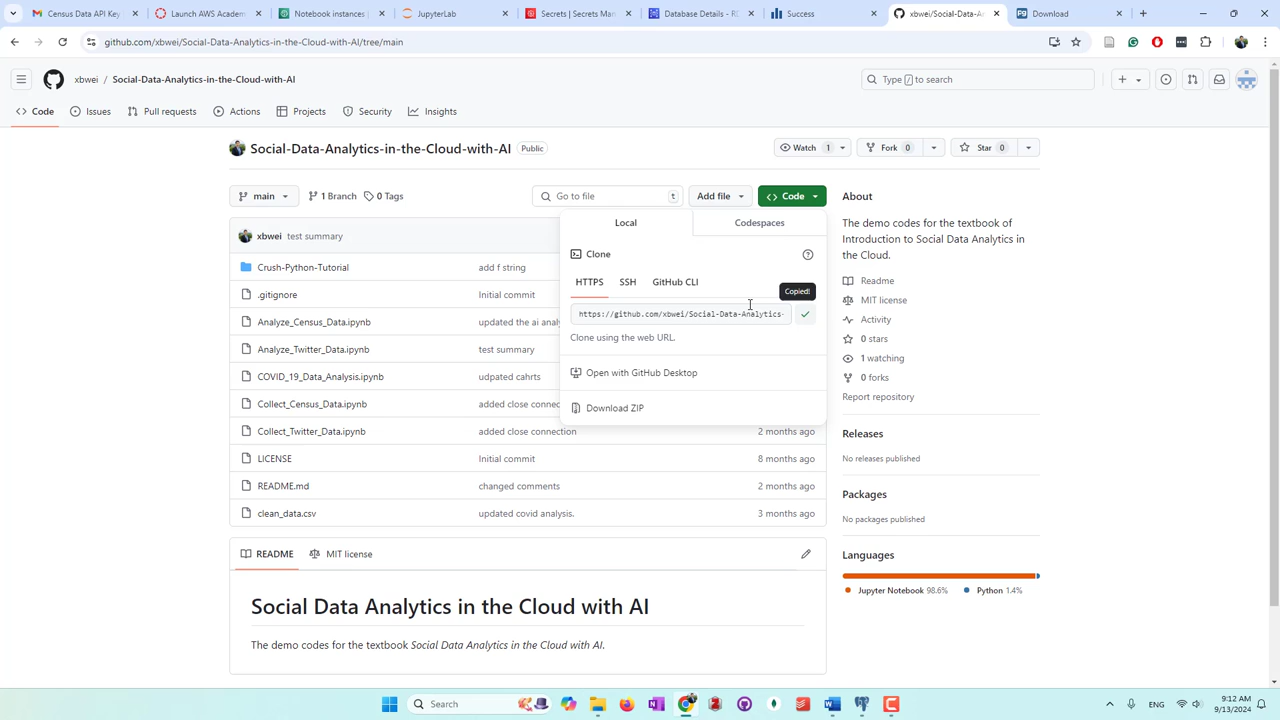 Census Data API Key
Launch AWS Academ
Notebook instances |
JupyterLab
Secrets | Secrets Man
Database Details - RD
Success
xbwei/Social-Data-An
Download
github.com/xbwei/Social-Data-Analytics-in-the-Cloud-with-AI/tree/main
xbwei / Social-Data-Analytics-in-the-Cloud-with-AI
Type / to search
Code
Issues
Pull requests
Actions
Projects
Security
Insights
Social-Data-Analytics-in-the-Cloud-with-AI Public
Watch 1
Fork 0
Star 0
main
1 Branch
0 Tags
Go to file t
Add file
Code
About
The demo codes for the textbook of
Introduction to Social Data Analytics in
the Cloud.
Readme
MIT license
Activity
0 stars
1 watching
0 forks
Report repository
Releases
No releases published
Packages
No packages published
Languages
Jupyter Notebook 98.6%
Python 1.4%
Local
Codespaces
Clone
HTTPS
SSH
GitHub CLI
Copied!
https://github.com/xbwei/Social-Data-Analytics-
Clone using the web URL.
Open with GitHub Desktop
Download ZIP
xbwei test summary
Crush-Python-Tutorial add f string
.gitignore Initial commit
Analyze_Census_Data.ipynb updated the ai analy
Analyze_Twitter_Data.ipynb test summary
COVID_19_Data_Analysis.ipynb udpated cahrts
Collect_Census_Data.ipynb added close connec
Collect_Twitter_Data.ipynb added close connection 2 months ago
LICENSE Initial commit 8 months ago
README.md changed comments 2 months ago
clean_data.csv updated covid analysis. 3 months ago
README
MIT license
Social Data Analytics in the Cloud with AI
The demo codes for the textbook Social Data Analytics in the Cloud with AI.
Search
ENG
9:12 AM
9/13/2024